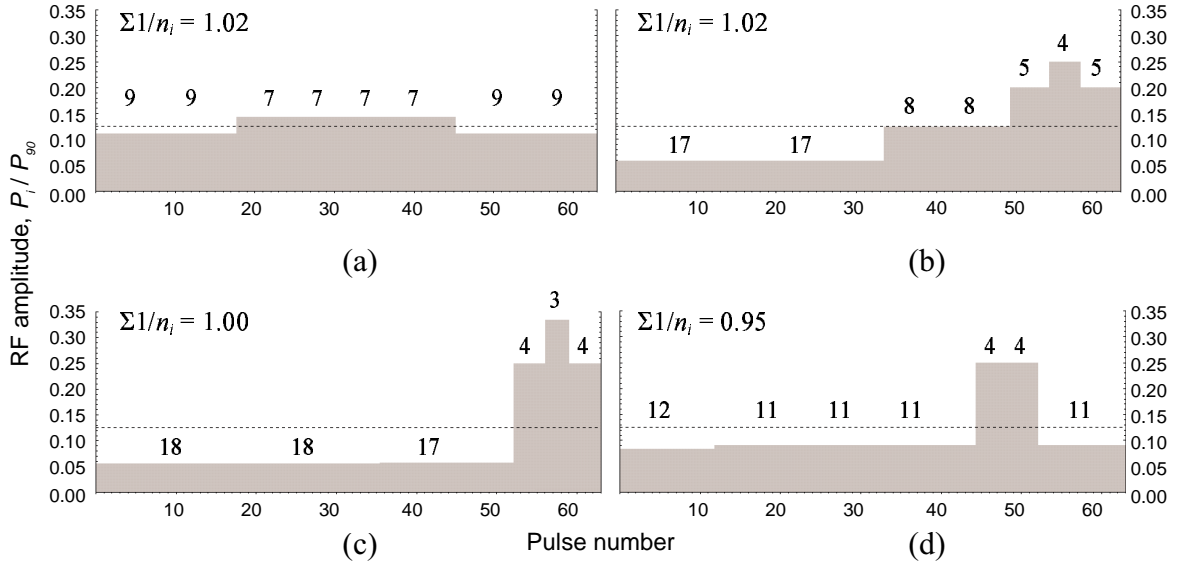 RF amplitude, Pᵢ / P₉₀
0.35
0.30
0.25
0.20
0.15
0.10
0.05
0.00
Σ1/nᵢ = 1.02
9 9 7 7 7 7 9 9
10 20 30 40 50 60
(a)
Σ1/nᵢ = 1.02
4
5 5
8 8
17 17
0.35
0.30
0.25
0.20
0.15
0.10
0.05
0.00
10 20 30 40 50 60
(b)
0.35
0.30
0.25
0.20
0.15
0.10
0.05
0.00
Σ1/nᵢ = 1.00
3
4 4
18 18 17
10 20 30 40 50 60
(c)
Σ1/nᵢ = 0.95
4 4
12 11 11 11 11
0.35
0.30
0.25
0.20
0.15
0.10
0.05
0.00
10 20 30 40 50 60
(d)
Pulse number